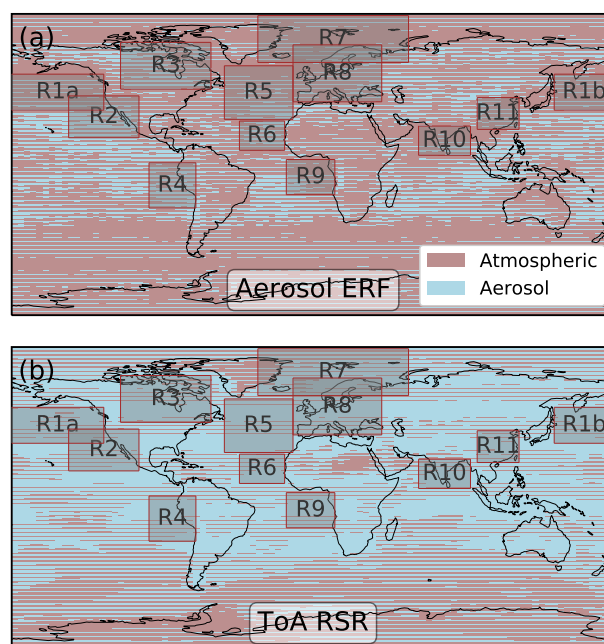 (a)
R7
R3
R8
R1a
R5
R1b
R2
R11
R6
R10
R4
R9
Atmospheric
Aerosol
Aerosol ERF
(b)
R7
R3
R8
R1a
R5
R1b
R2
R11
R6
R10
R4
R9
ToA RSR